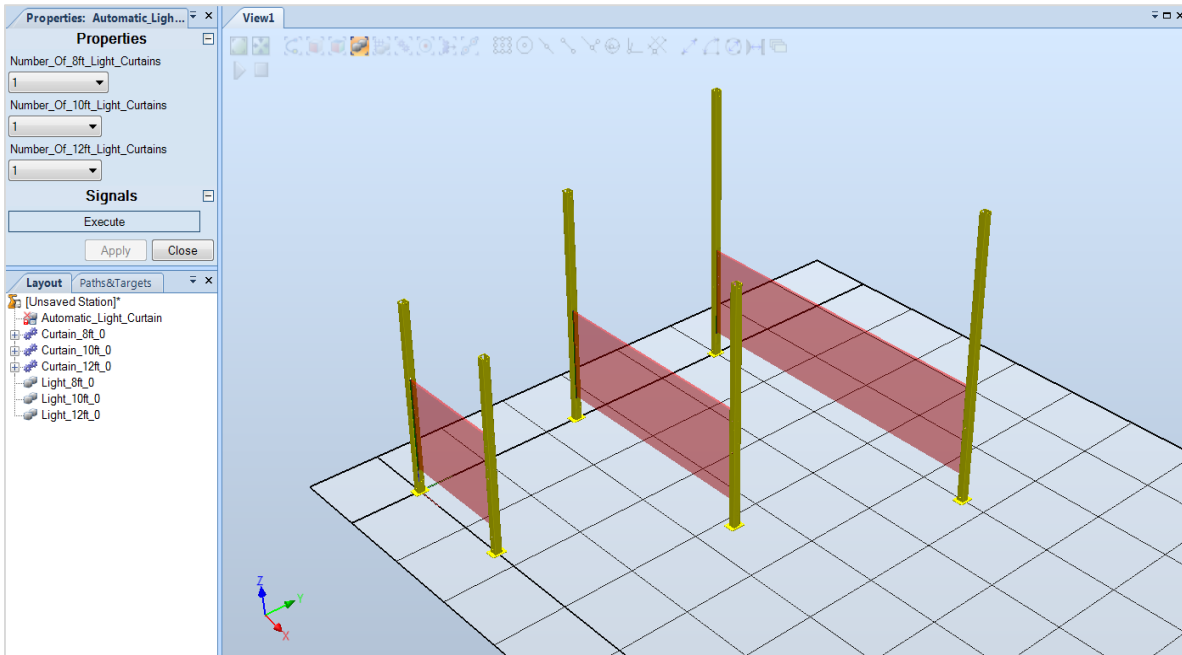 Properties: Automatic_Ligh...
Properties
Number_Of_8ft_Light_Curtains
1
Number_Of_10ft_Light_Curtains
1
Number_Of_12ft_Light_Curtains
1
Signals
Execute
Apply Close
Layout Paths&Targets
[Unsaved Station]*
Automatic_Light_Curtain
Curtain_8ft_0
Curtain_10ft_0
Curtain_12ft_0
Light_8ft_0
Light_10ft_0
Light_12ft_0
View1
Z
Y
X